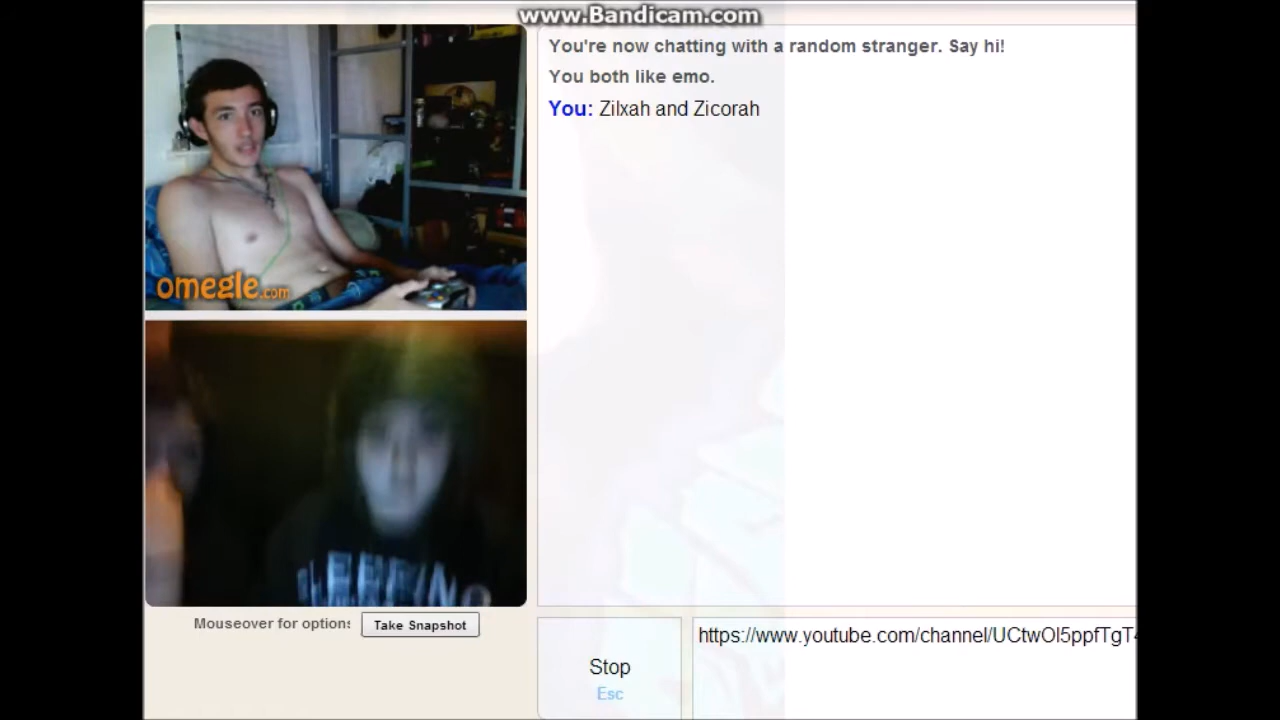 www.Bandicam.com
You're now chatting with a random stranger. Say hi!
You both like emo.
You: Zilxah and Zicorah
omegle.com
Mouseover for options
Take Snapshot
Stop
Esc
https://www.youtube.com/channel/UCtwOl5ppfTgT